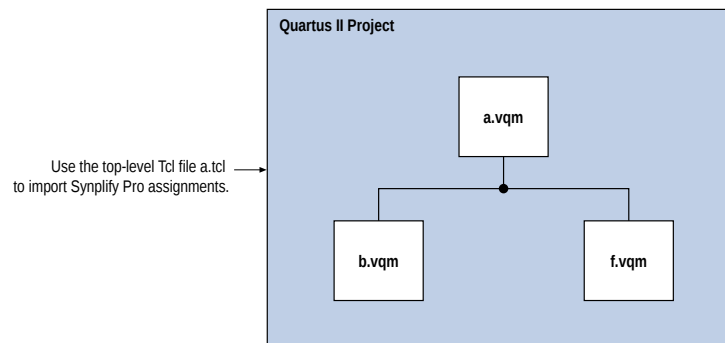 Quartus II Project
a.vqm
Use the top-level Tcl file a.tcl
to import Synplify Pro assignments.
b.vqm
f.vqm